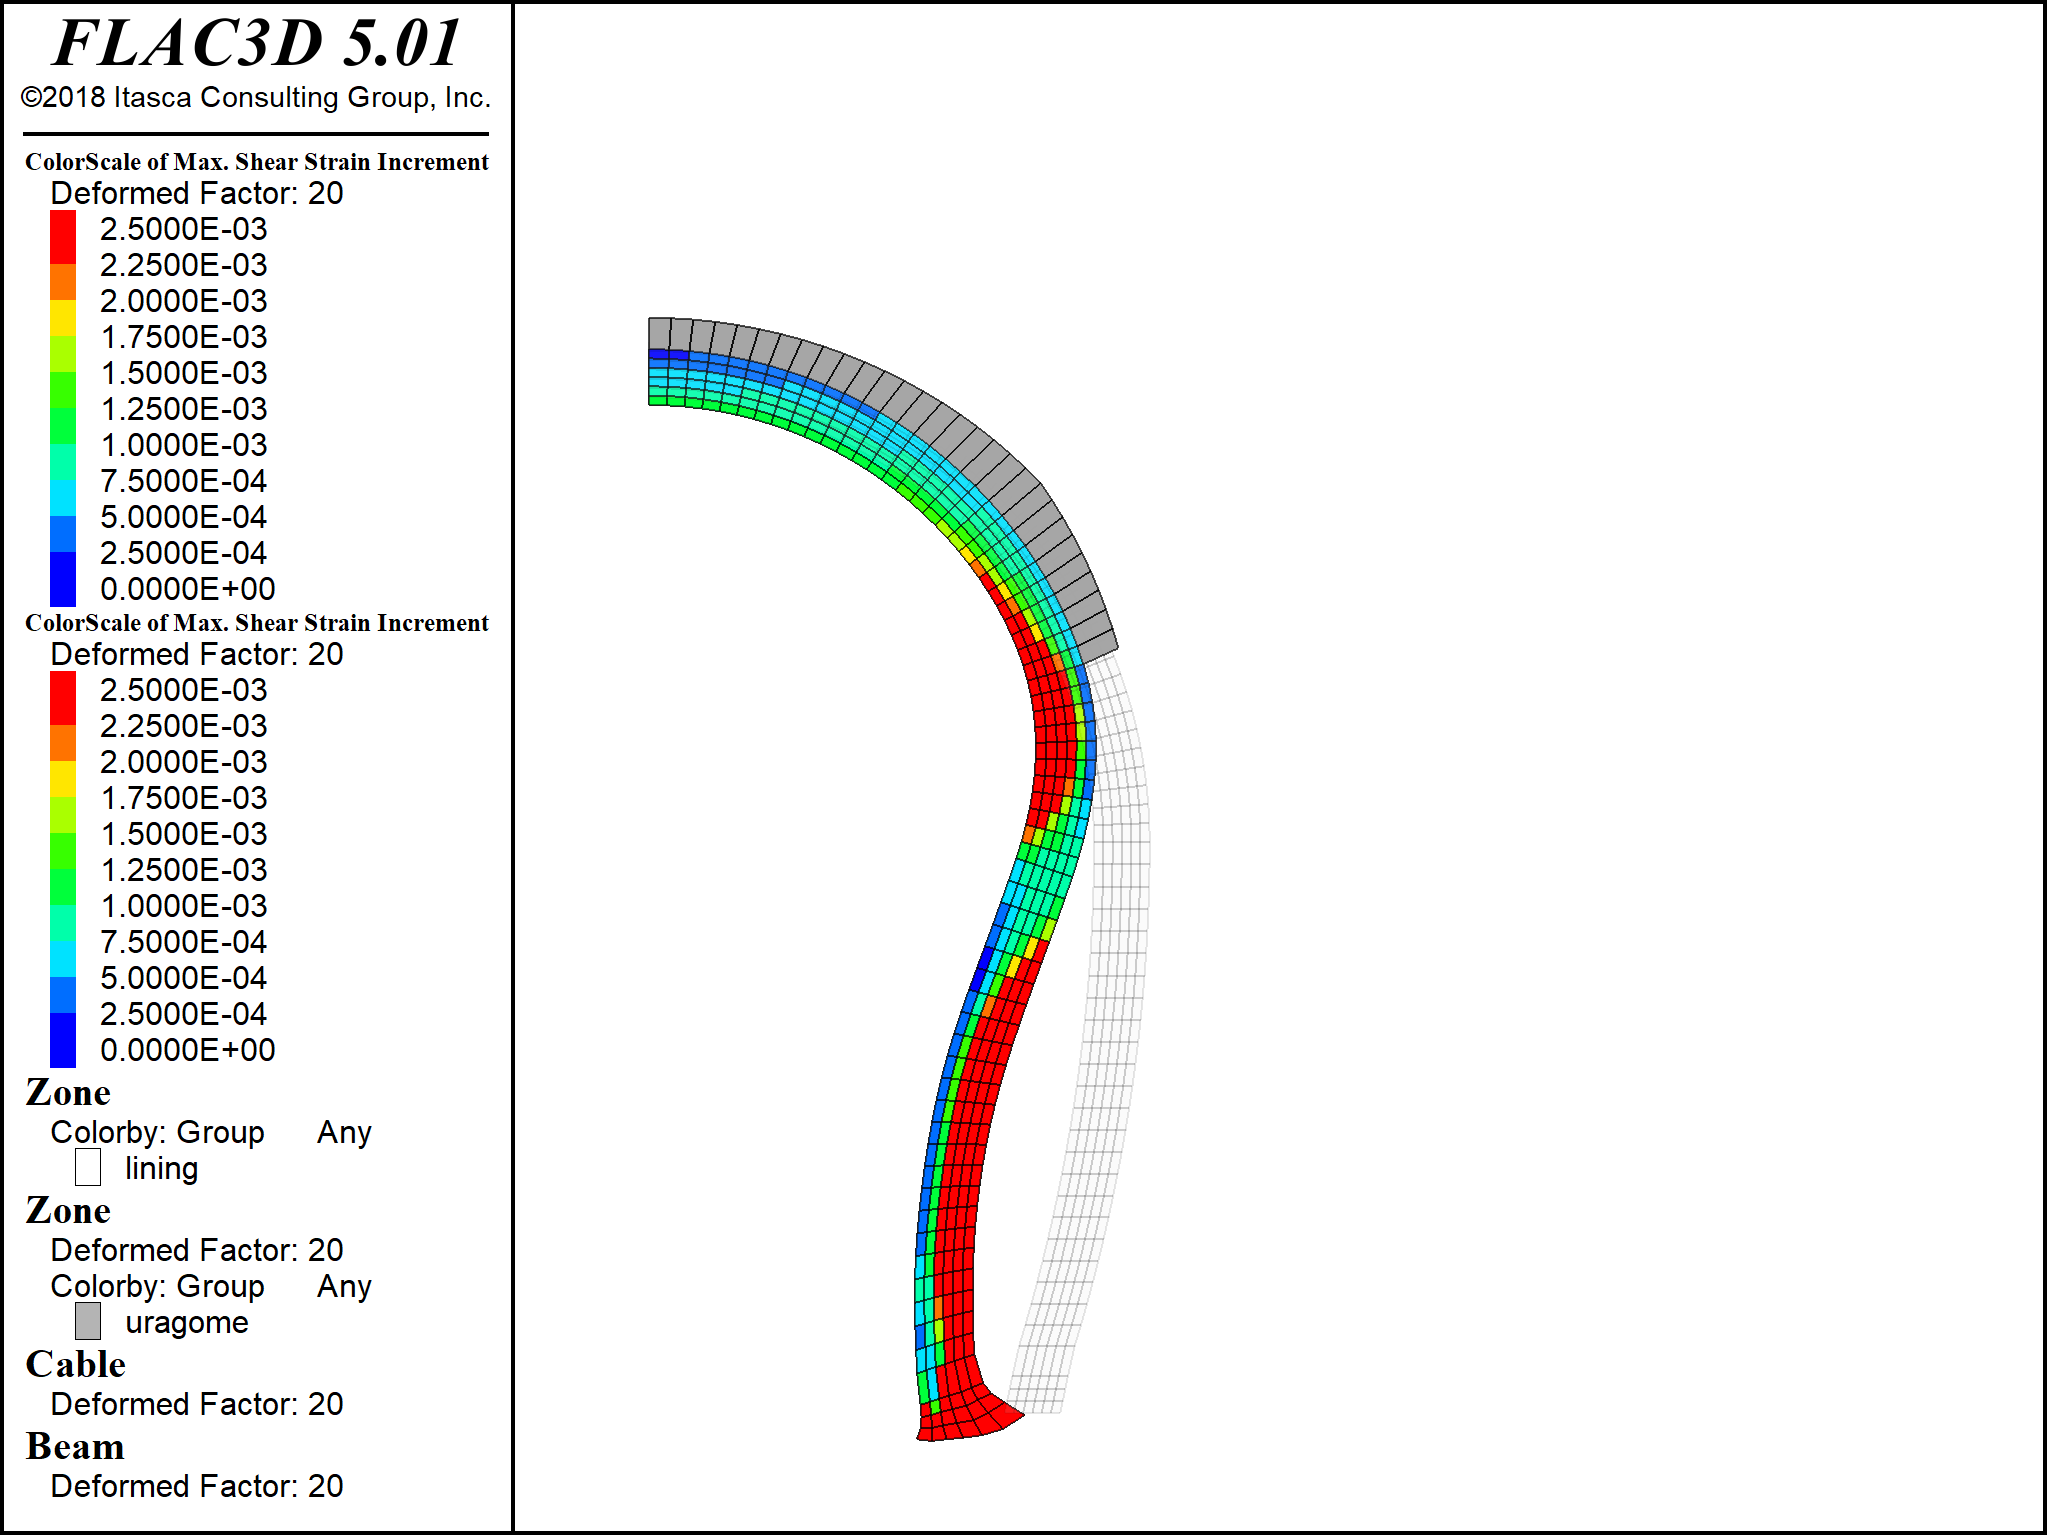 FLAC3D 5.01
©2018 Itasca Consulting Group, Inc.
ColorScale of Max. Shear Strain Increment
Deformed Factor: 20
2.5000E-03
2.2500E-03
2.0000E-03
1.7500E-03
1.5000E-03
1.2500E-03
1.0000E-03
7.5000E-04
5.0000E-04
2.5000E-04
0.0000E+00
ColorScale of Max. Shear Strain Increment
Deformed Factor: 20
2.5000E-03
2.2500E-03
2.0000E-03
1.7500E-03
1.5000E-03
1.2500E-03
1.0000E-03
7.5000E-04
5.0000E-04
2.5000E-04
0.0000E+00
Zone
Colorby: Group Any
lining
Zone
Deformed Factor: 20
Colorby: Group Any
uragome
Cable
Deformed Factor: 20
Beam
Deformed Factor: 20